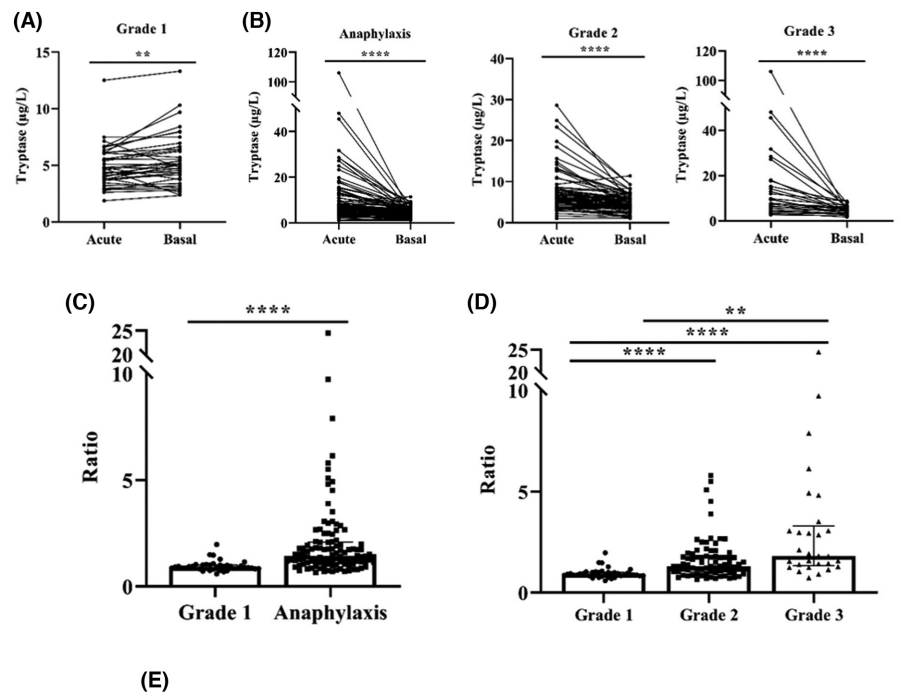 (A)
Grade 1
**
Tryptase (µg/L)
15
10
5
0
Acute
Basal
(B)
Anaphylaxis
****
Tryptase (µg/L)
120
100
40
20
0
Acute
Basal
Grade 2
****
Tryptase (µg/L)
40
30
20
10
0
Acute
Basal
Grade 3
****
Tryptase (µg/L)
120
100
40
20
0
Acute
Basal
(C)
****
Ratio
25
20
10
5
0
Grade 1
Anaphylaxis
(D)
**
****
****
Ratio
25
20
10
5
0
Grade 1
Grade 2
Grade 3
(E)